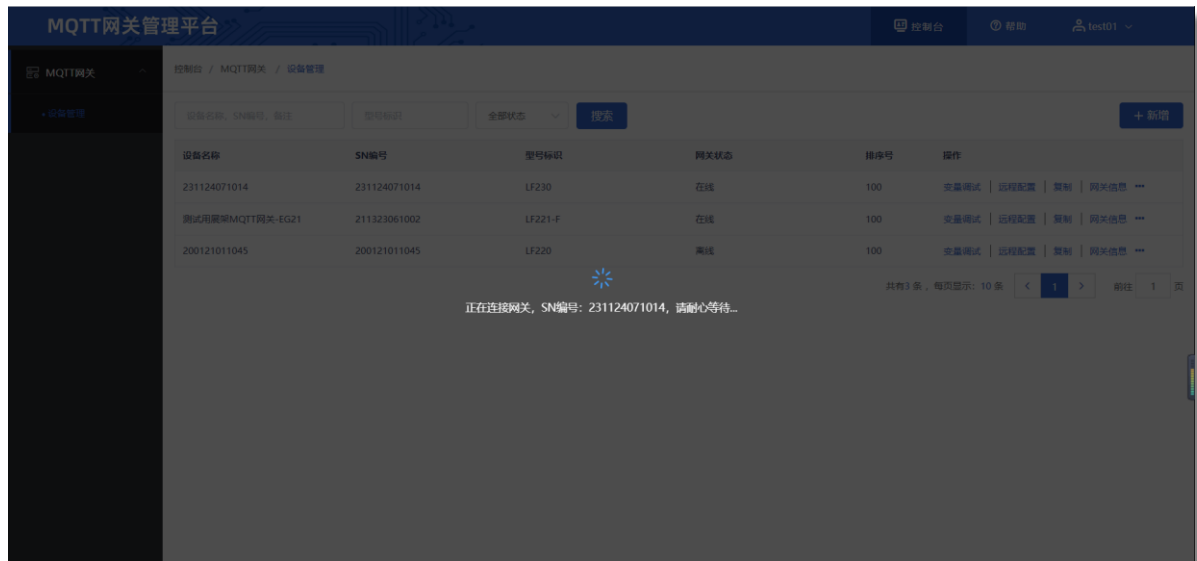 MQTT网关管理平台 控制台 帮助 test01
MQTT网关 控制台 / MQTT网关 / 设备管理
设备管理 设备名称、SN编号、备注 型号标识 全部状态 搜索 + 新增
设备名称 SN编号 型号标识 网关状态 排序号 操作
231124071014 231124071014 LF230 在线 100 变量调试 | 远程配置 | 复制 | 网关信息 •••
测试用展架MQTT网关-EG21 211323061002 LF221-F 在线 100 变量调试 | 远程配置 | 复制 | 网关信息 •••
200121011045 200121011045 LF220 离线 100 变量调试 | 远程配置 | 复制 | 网关信息 •••
共有3 条 ,每页显示:10 条 < 1 > 前往 1 页
正在连接网关,SN编号:231124071014,请耐心等待...